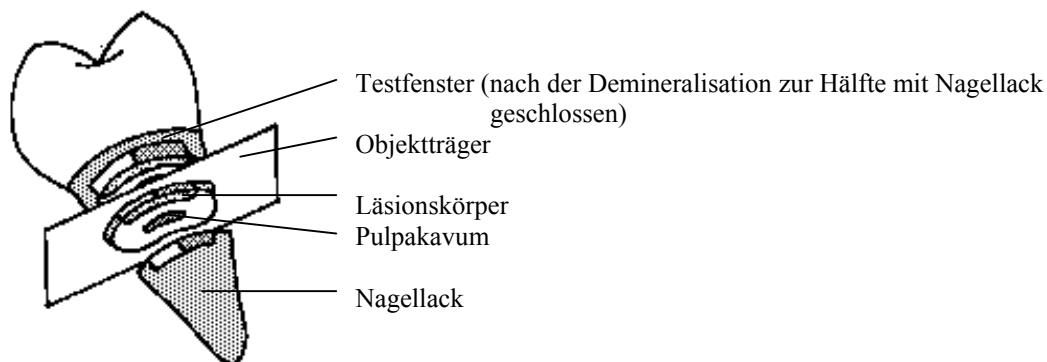 Testfenster (nach der Demineralisation zur Hälfte mit Nagellack
geschlossen)
Objektträger
Läsionskörper
Pulpakavum
Nagellack